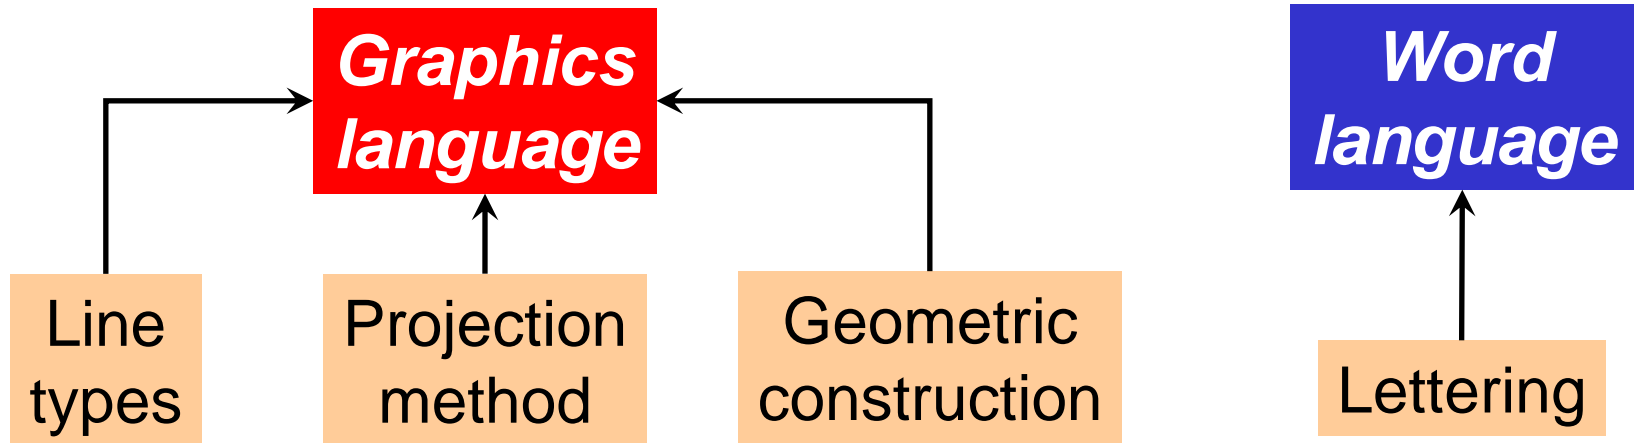 Graphics
language
Word
language
Line
types
Projection
method
Geometric
construction
Lettering